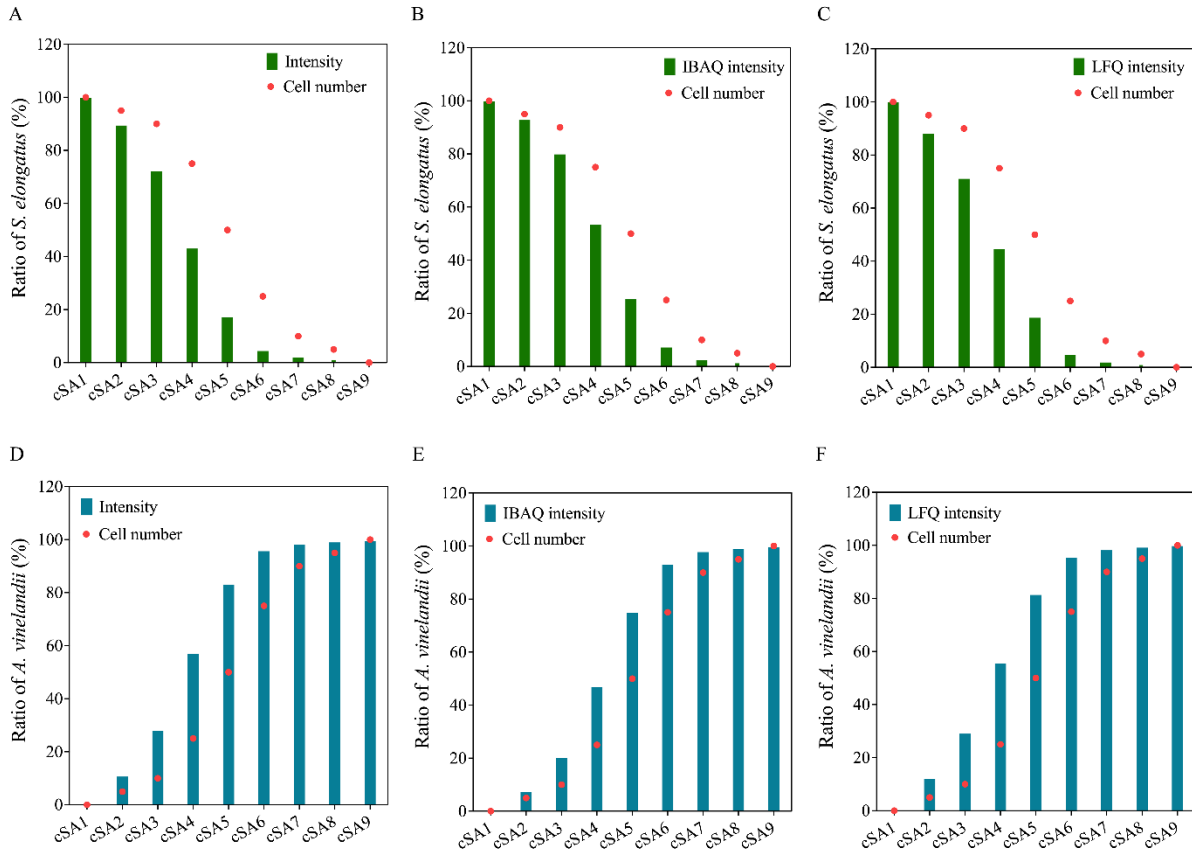 A
Ratio of S. elongatus (%)
120
100
80
60
40
20
0
Intensity
Cell number
cSA1 cSA2 cSA3 cSA4 cSA5 cSA6 cSA7 cSA8 cSA9
B
Ratio of S. elongatus (%)
120
100
80
60
40
20
0
IBAQ intensity
Cell number
cSA1 cSA2 cSA3 cSA4 cSA5 cSA6 cSA7 cSA8 cSA9
C
Ratio of S. elongatus (%)
120
100
80
60
40
20
0
LFQ intensity
Cell number
cSA1 cSA2 cSA3 cSA4 cSA5 cSA6 cSA7 cSA8 cSA9
D
Ratio of A. vinelandii (%)
120
100
80
60
40
20
0
Intensity
Cell number
cSA1 cSA2 cSA3 cSA4 cSA5 cSA6 cSA7 cSA8 cSA9
E
Ratio of A. vinelandii (%)
120
100
80
60
40
20
0
IBAQ intensity
Cell number
cSA1 cSA2 cSA3 cSA4 cSA5 cSA6 cSA7 cSA8 cSA9
F
Ratio of A. vinelandii (%)
120
100
80
60
40
20
0
LFQ intensity
Cell number
cSA1 cSA2 cSA3 cSA4 cSA5 cSA6 cSA7 cSA8 cSA9